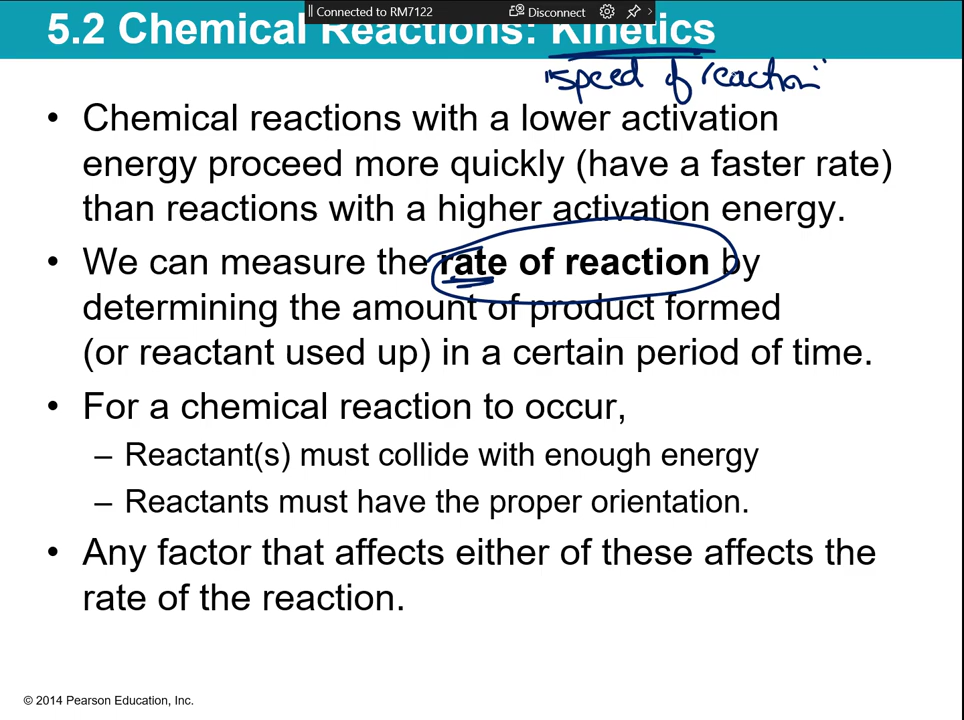 Connected to RM7122 Disconnect
5.2 Chemical Reactions: Kinetics
"speed of reaction"
• Chemical reactions with a lower activation
energy proceed more quickly (have a faster rate)
than reactions with a higher activation energy.
• We can measure the rate of reaction by
determining the amount of product formed
(or reactant used up) in a certain period of time.
• For a chemical reaction to occur,
– Reactant(s) must collide with enough energy
– Reactants must have the proper orientation.
• Any factor that affects either of these affects the
rate of the reaction.
© 2014 Pearson Education, Inc.